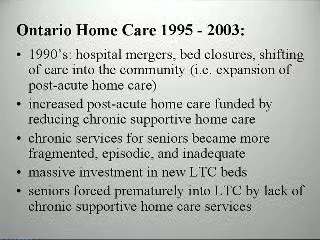 Ontario Home Care 1995 - 2003:
• 1990's: hospital mergers, bed closures, shifting
of care into the community (i.e. expansion of
post-acute home care)
• increased post-acute home care funded by
reducing chronic supportive home care
• chronic services for seniors became more
fragmented, episodic, and inadequate
• massive investment in new LTC beds
• seniors forced prematurely into LTC by lack of
chronic supportive home care services